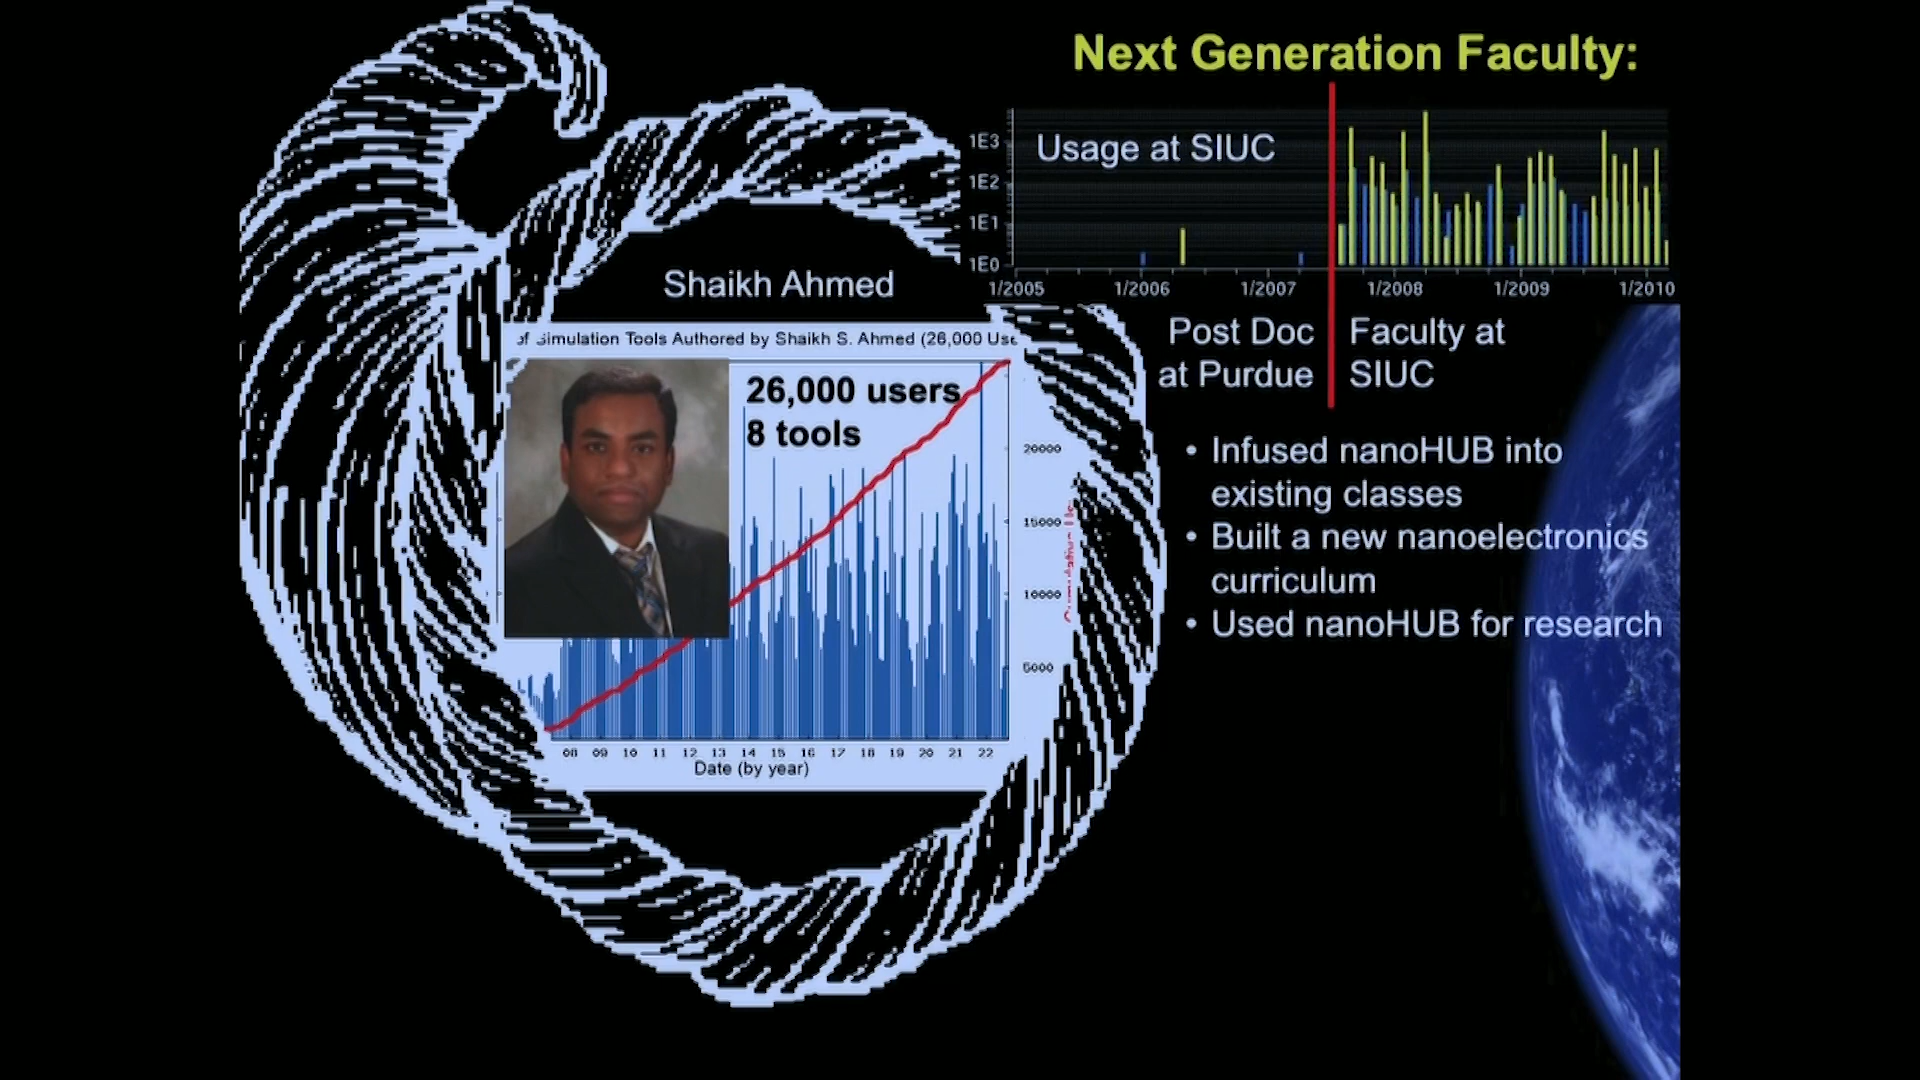 Next Generation Faculty:
Usage at SIUC
1E3
1E2
1E1
1E0
1/2005 1/2006 1/2007 1/2008 1/2009 1/2010
Post Doc
at Purdue
Faculty at
SIUC
Shaikh Ahmed
of Simulation Tools Authored by Shaikh S. Ahmed (26,000 Use
26,000 users
8 tools
20000
15000
10000
5000
08 09 10 11 12 13 14 15 16 17 18 19 20 21 22
Date (by year)
• Infused nanoHUB into
existing classes
• Built a new nanoelectronics
curriculum
• Used nanoHUB for research